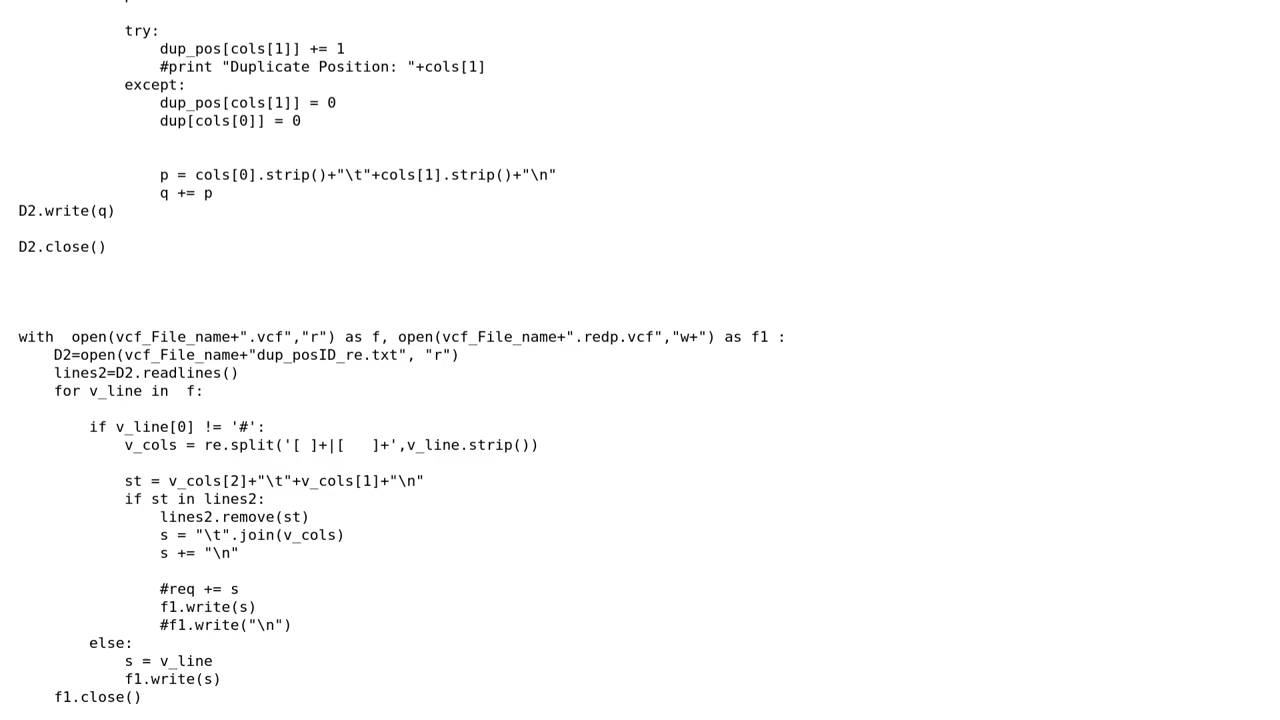 try:
dup_pos[cols[1]] += 1
#print "Duplicate Position: "+cols[1]
except:
dup_pos[cols[1]] = 0
dup[cols[0]] = 0
p = cols[0].strip()+"\t"+cols[1].strip()+"\n"
q += p
D2.write(q)
D2.close()
with  open(vcf_File_name+".vcf","r") as f, open(vcf_File_name+".redp.vcf","w+") as f1 :
D2=open(vcf_File_name+"dup_posID_re.txt", "r")
lines2=D2.readlines()
for v_line in  f:
if v_line[0] != '#':
v_cols = re.split('[ ]+|[   ]+',v_line.strip())
st = v_cols[2]+"\t"+v_cols[1]+"\n"
if st in lines2:
lines2.remove(st)
s = "\t".join(v_cols)
s += "\n"
#req += s
f1.write(s)
#f1.write("\n")
else:
s = v_line
f1.write(s)
f1.close()